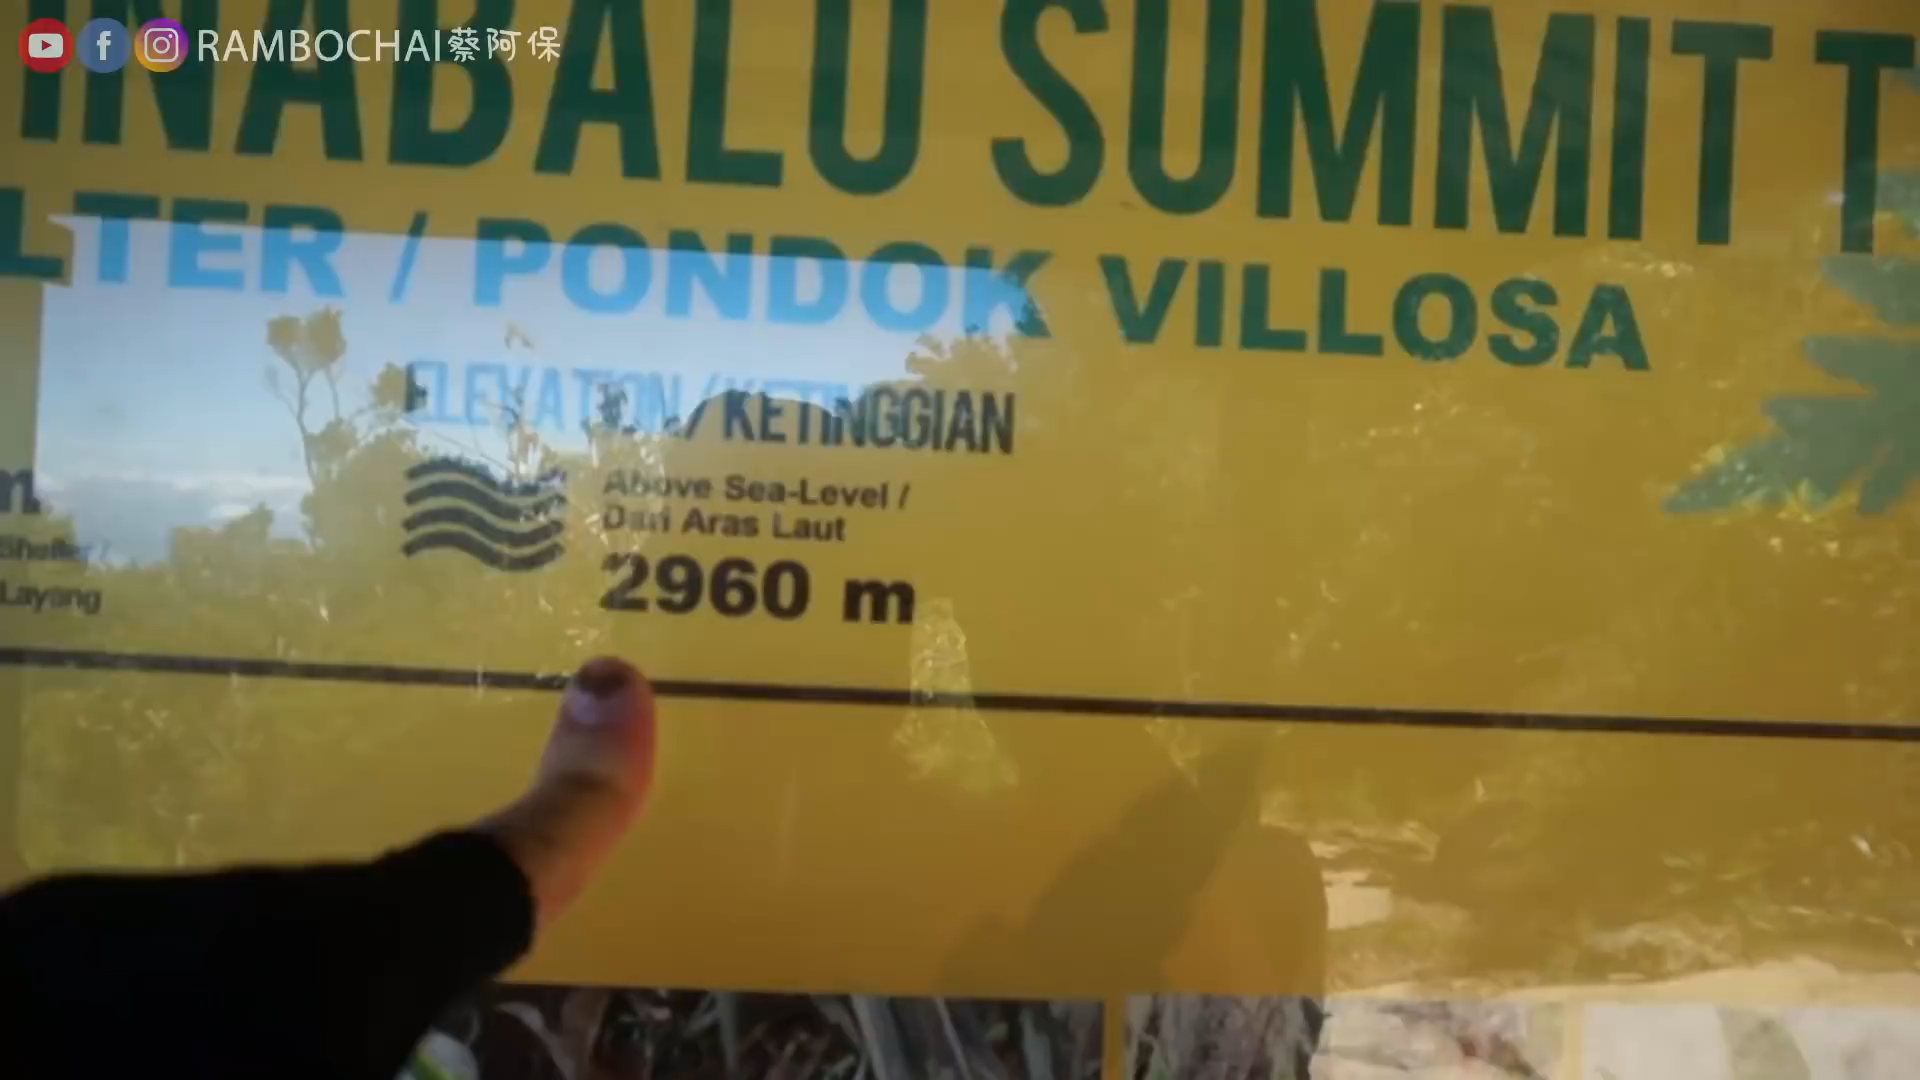 RAMBOCHAI蔡阿保
INABALU SUMMIT T
LTER / PONDOK VILLOSA
ELEVATION / KETINGGIAN
m
Above Sea-Level /
Dari Aras Laut
Shelter /
2960 m
Layang